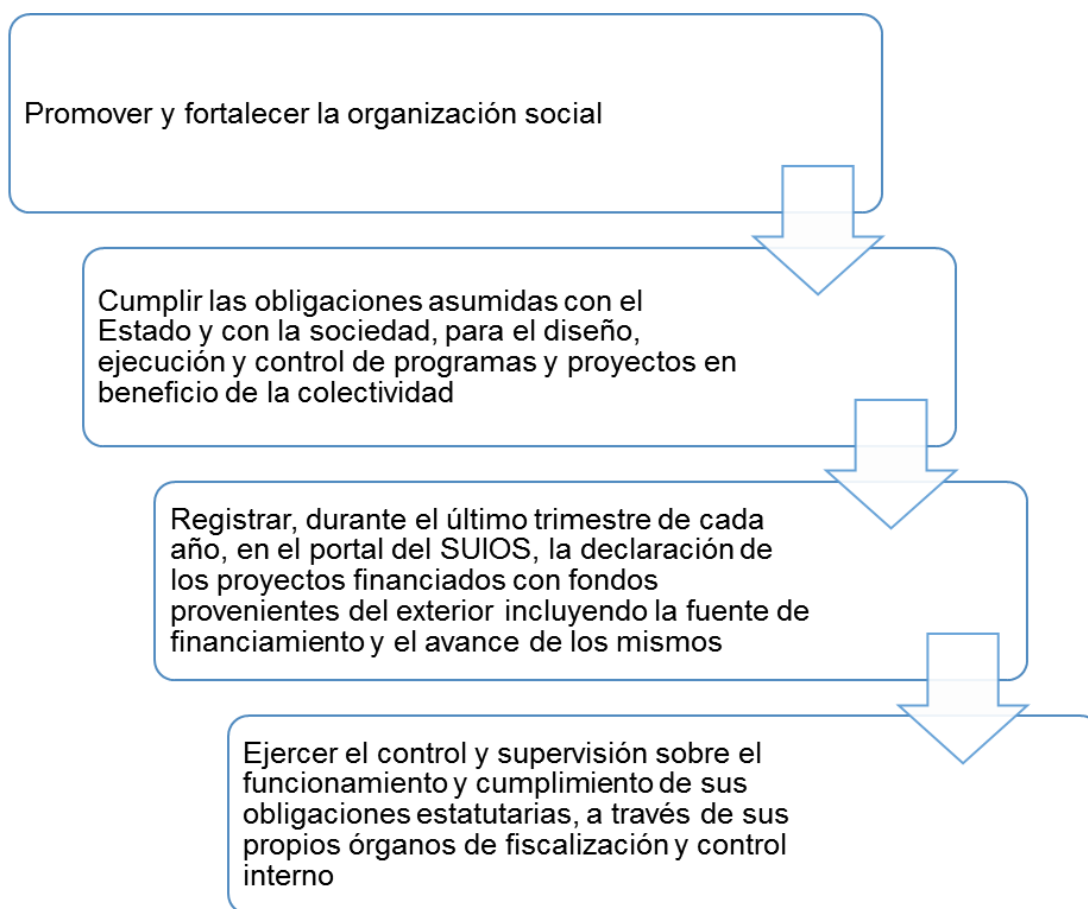 Promover y fortalecer la organización social
Cumplir las obligaciones asumidas con el
Estado y con la sociedad, para el diseño,
ejecución y control de programas y proyectos en
beneficio de la colectividad
Registrar, durante el último trimestre de cada
año, en el portal del SUIOS, la declaración de
los proyectos financiados con fondos
provenientes del exterior incluyendo la fuente de
financiamiento y el avance de los mismos
Ejercer el control y supervisión sobre el
funcionamiento y cumplimiento de sus
obligaciones estatutarias, a través de sus
propios órganos de fiscalización y control
interno